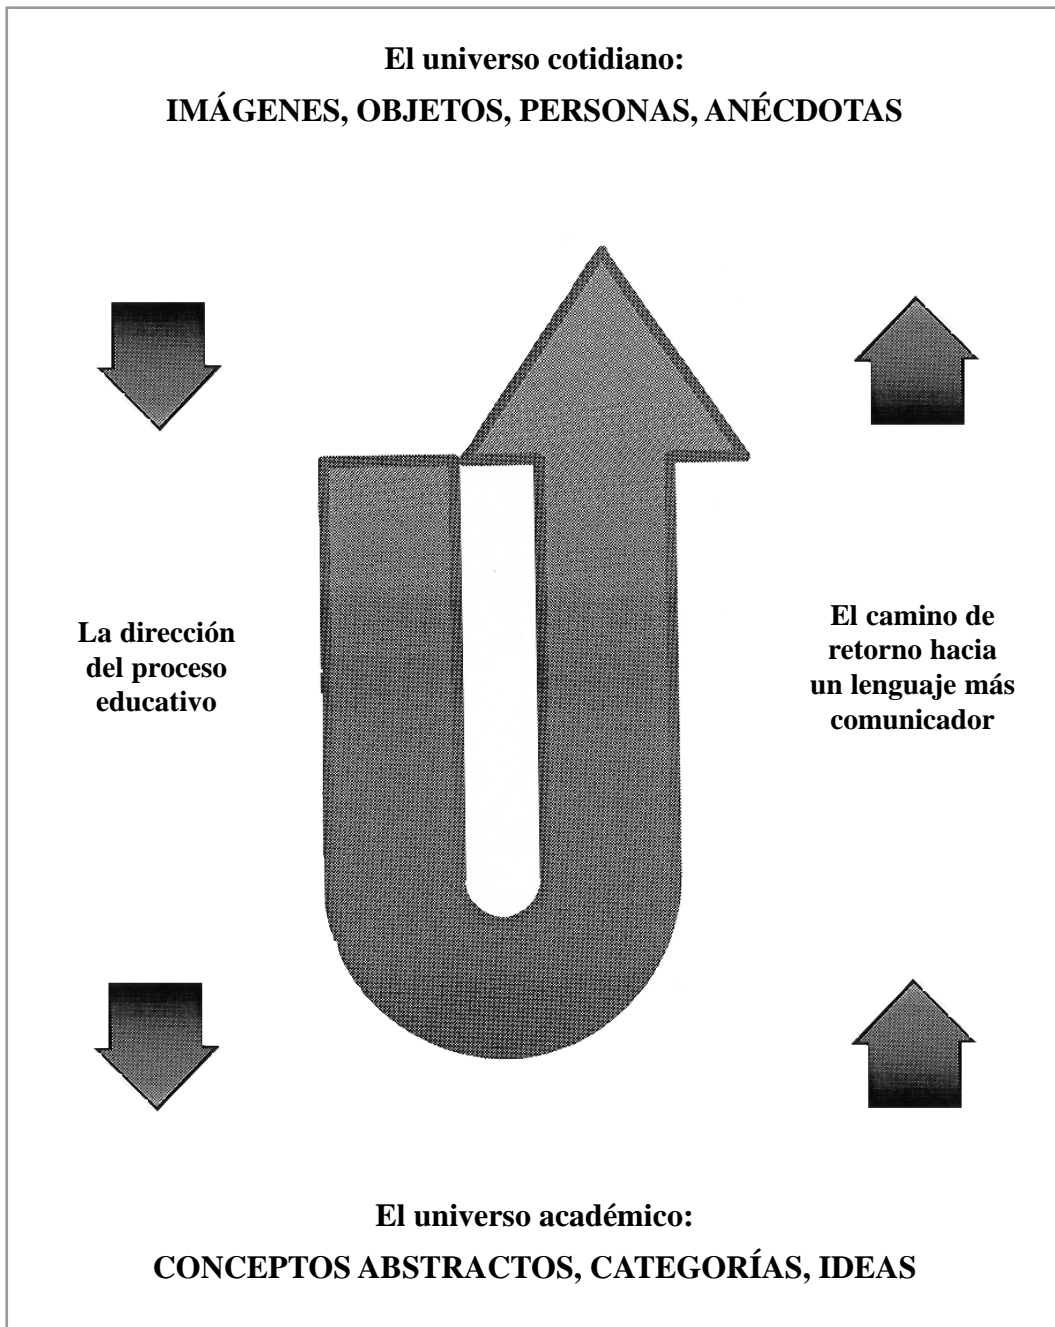 El universo cotidiano:
IMÁGENES, OBJETOS, PERSONAS, ANÉCDOTAS
La dirección
del proceso
educativo
El camino de
retorno hacia
un lenguaje más
comunicador
El universo académico:
CONCEPTOS ABSTRACTOS, CATEGORÍAS, IDEAS